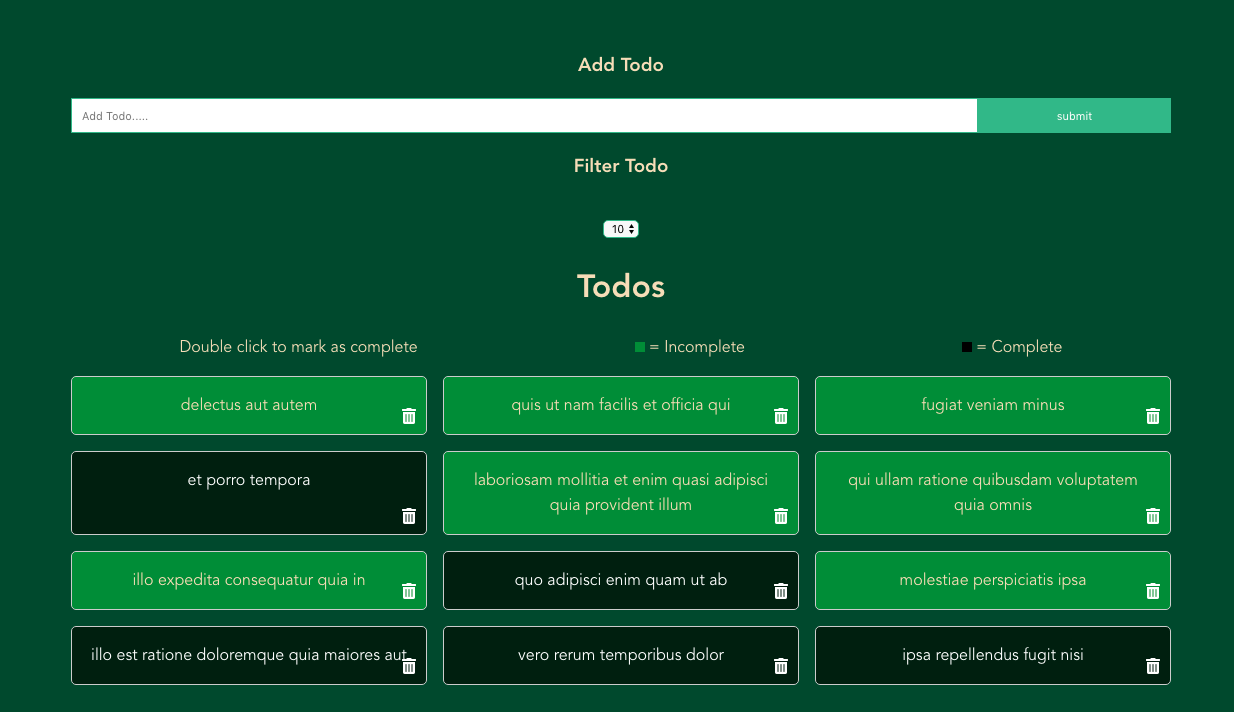 Add Todo
Add Todo.....
submit
Filter Todo
10
Todos
Double click to mark as complete
= Incomplete
= Complete
delectus aut autem
quis ut nam facilis et officia qui
fugiat veniam minus
et porro tempora
laboriosam mollitia et enim quasi adipisci
quia provident illum
qui ullam ratione quibusdam voluptatem
quia omnis
illo expedita consequatur quia in
quo adipisci enim quam ut ab
molestiae perspiciatis ipsa
illo est ratione doloremque quia maiores aut
vero rerum temporibus dolor
ipsa repellendus fugit nisi